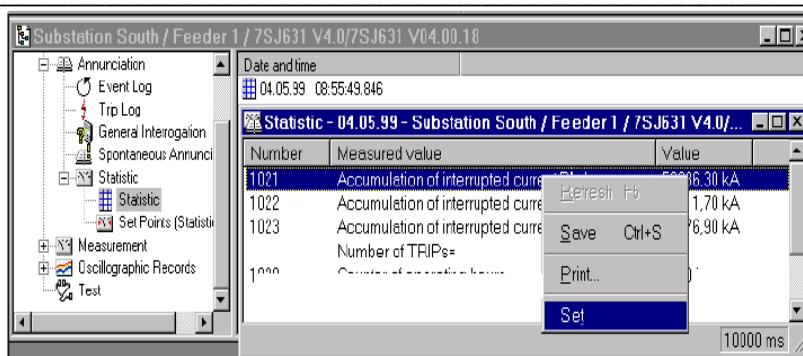 Substation South / Feeder 1 / 7SJ631 V4.0/7SJ631 V04.00.18
Annunciation
Event Log
Trip Log
General Interrogation
Spontaneous Annunci
Statistic
Statistic
Set Points (Statistic
Measurement
Oscillographic Records
Test
Date and time
04.05.99 08:55:49.846
Statistic - 04.05.99 - Substation South / Feeder 1 / 7SJ631 V4.0/...
Number Measured value Value
1021 Accumulation of interrupted curre 6.30 kA
1022 Accumulation of interrupted curre 1,70 kA
1023 Accumulation of interrupted curre 76,90 kA
Number of TRIPs=
Refresh F5
Save Ctrl+S
Print...
Set
10000 ms